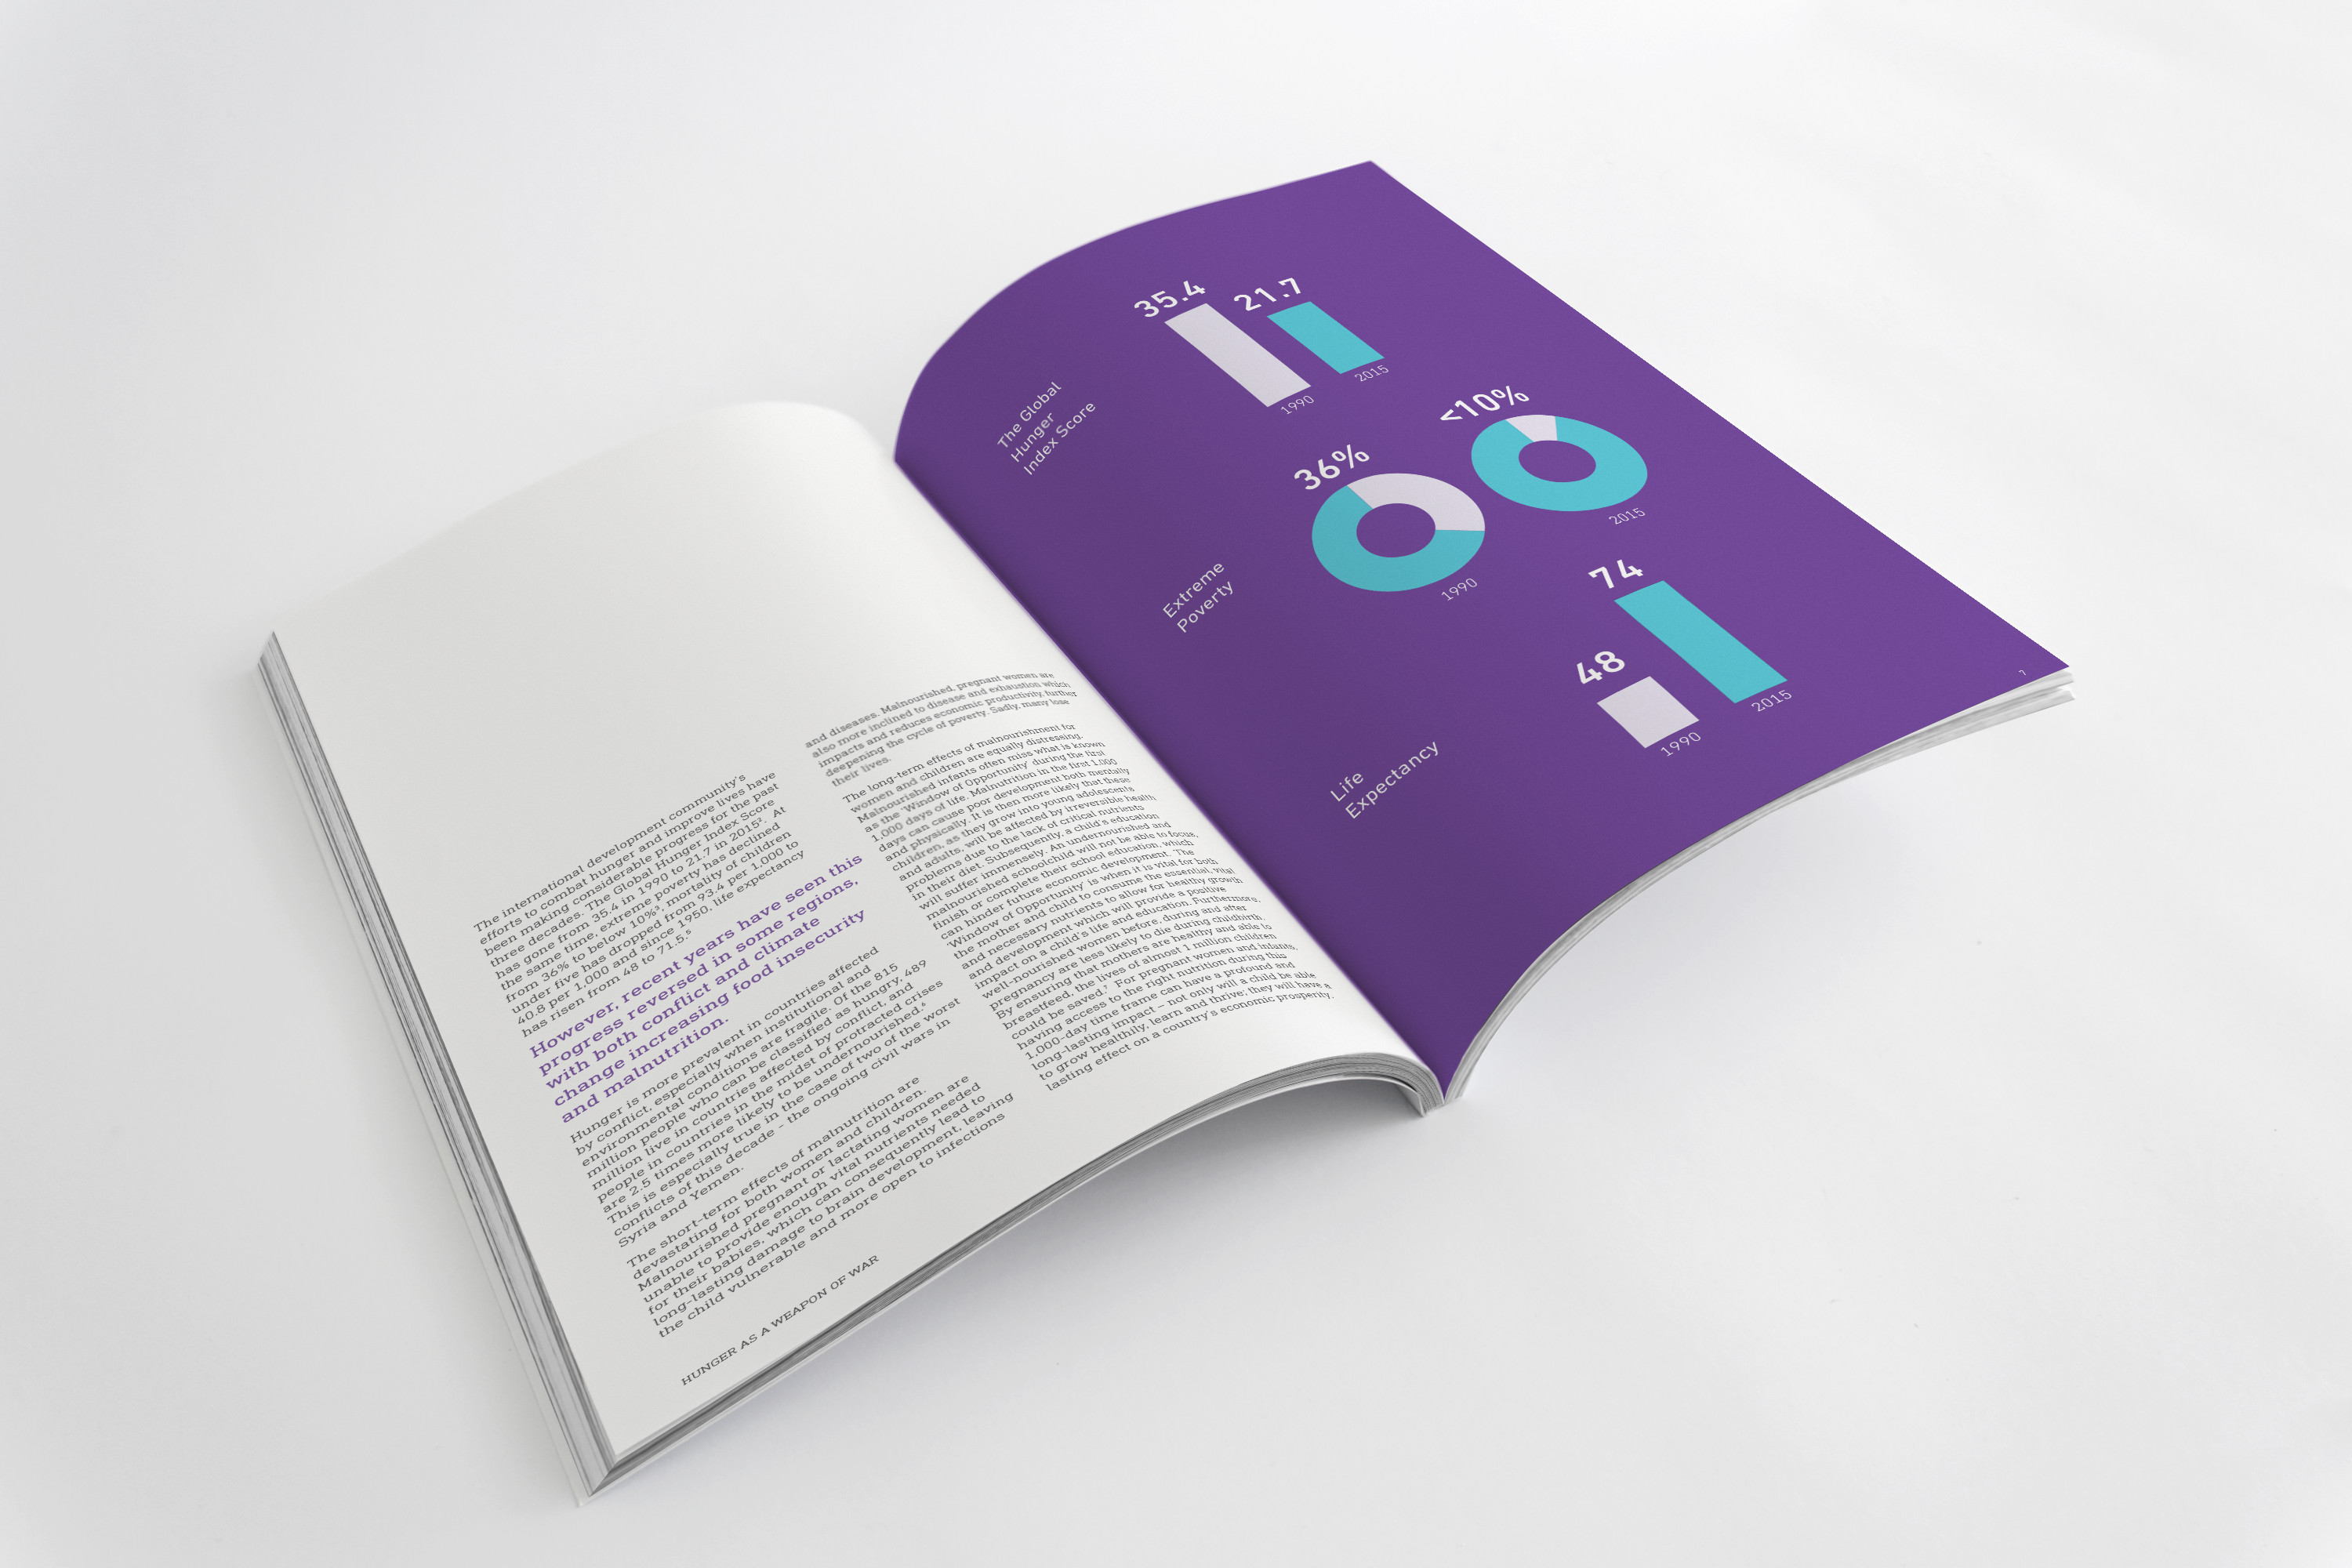 The international development community's
efforts to combat hunger and improve lives have
been making considerable progress for the past
three decades. The Global Hunger Index Score
has gone from 35.4 in 1990 to 21.7 in 2015². At
the same time, extreme poverty has declined
from 36% to below 10%³, mortality of children
under five has dropped from 93.4 per 1,000 to
40.8 per 1,000 and since 1950, life expectancy
has risen from 48 to 71.5.⁵
However, recent years have seen this
progress reversed in some regions,
with both conflict and climate
change increasing food insecurity
and malnutrition.
Hunger is more prevalent in countries affected
by conflict, especially when institutional and
environmental conditions are fragile. Of the 815
million people who can be classified as hungry, 489
million live in countries affected by conflict, and
people in countries in the midst of protracted crises
are 2.5 times more likely to be undernourished.⁶
This is especially true in the case of two of the worst
conflicts of this decade - the ongoing civil wars in
Syria and Yemen.
The short-term effects of malnutrition are
devastating for both women and children.
Malnourished pregnant or lactating women are
unable to provide enough vital nutrients needed
for their babies, which can consequently lead to
long-lasting damage to brain development, leaving
the child vulnerable and more open to infections
and diseases. Malnourished, pregnant women are
also more inclined to disease and exhaustion which
impacts and reduces economic productivity, further
deepening the cycle of poverty. Sadly, many lose
their lives.
The long-term effects of malnourishment for
women and children are equally distressing.
Malnourished infants often miss what is known
as the 'Window of Opportunity' during the first
1,000 days of life. Malnutrition in the first 1,000
days can cause poor development both mentally
and physically. It is then more likely that these
children, as they grow into young adolescents
and adults, will be affected by irreversible health
problems due to the lack of critical nutrients
in their diet. Subsequently, a child's education
will suffer immensely. An undernourished and
malnourished schoolchild will not be able to focus,
finish or complete their school education, which
can hinder future economic development. 'The
Window of Opportunity' is when it is vital for both
the mother and child to consume the essential, vital
and necessary nutrients to allow for healthy growth
and development which will provide a positive
impact on a child's life and education. Furthermore,
well-nourished women before, during and after
pregnancy are less likely to die during childbirth.
By ensuring that mothers are healthy and able to
breastfeed, the lives of almost 1 million children
could be saved.⁷ For pregnant women and infants,
having access to the right nutrition during this
1,000-day time frame can have a profound and
long-lasting impact – not only will a child be able
to grow healthily, learn and thrive; they will have a
lasting effect on a country's economic prosperity.
HUNGER AS A WEAPON OF WAR
The Global
Hunger
Index Score
35.4
1990
21.7
2015
Extreme
Poverty
36%
1990
<10%
2015
Life
Expectancy
48
1990
74
2015
7